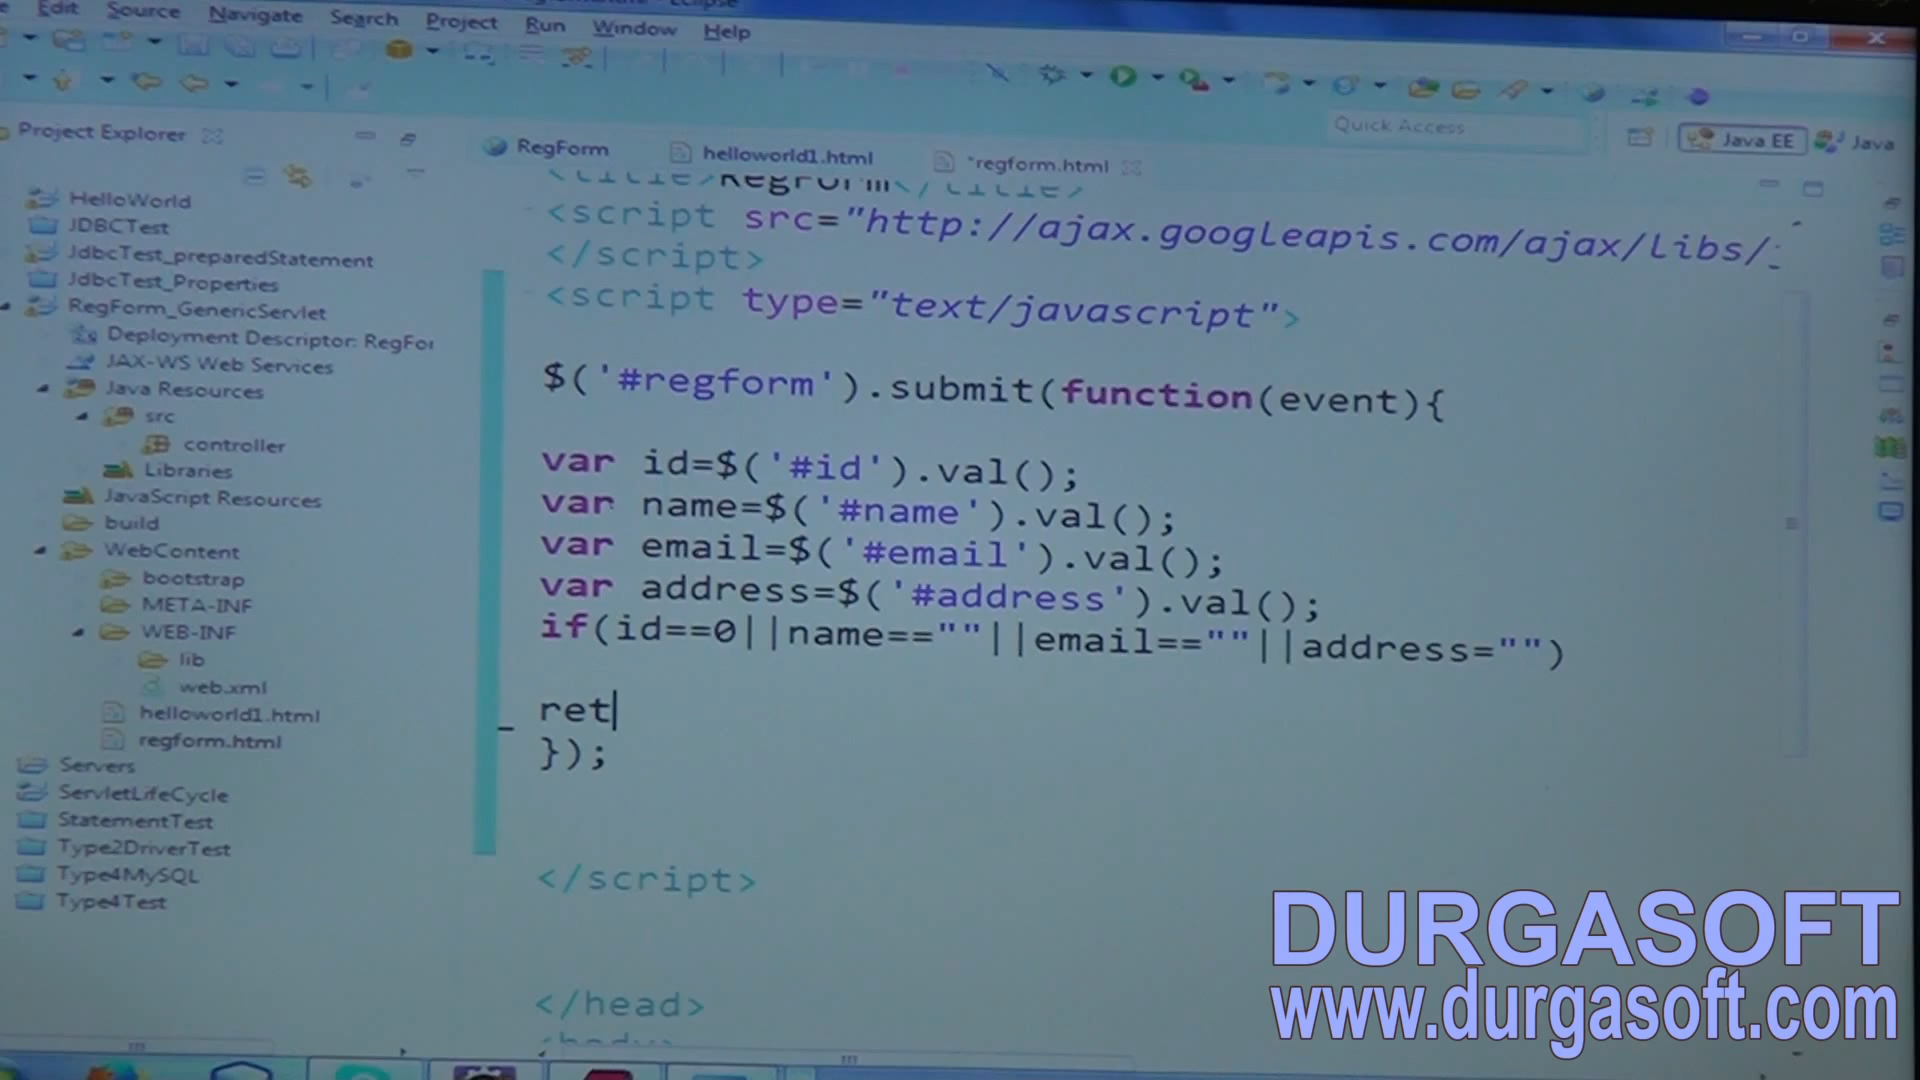 Edit Source Navigate Search Project Run Window Help
Quick Access
Java EE
Java
Project Explorer
RegForm
helloworld1.html
*regform.html
HelloWorld
JDBCTest
JdbcTest_preparedStatement
JdbcTest_Properties
RegForm_GenericServlet
Deployment Descriptor: RegFor
JAX-WS Web Services
Java Resources
src
controller
Libraries
JavaScript Resources
build
WebContent
bootstrap
META-INF
WEB-INF
lib
web.xml
helloworld1.html
regform.html
Servers
ServletLifeCycle
StatementTest
Type2DriverTest
Type4MySQL
Type4Test
<title>RegForm</title>
<script src="http://ajax.googleapis.com/ajax/libs/
</script>
<script type="text/javascript">
$('#regform').submit(function(event){
var id=$('#id').val();
var name=$('#name').val();
var email=$('#email').val();
var address=$('#address').val();
if(id==0||name==""||email==""||address="")
ret
});
</script>
</head>
DURGASOFT
www.durgasoft.com